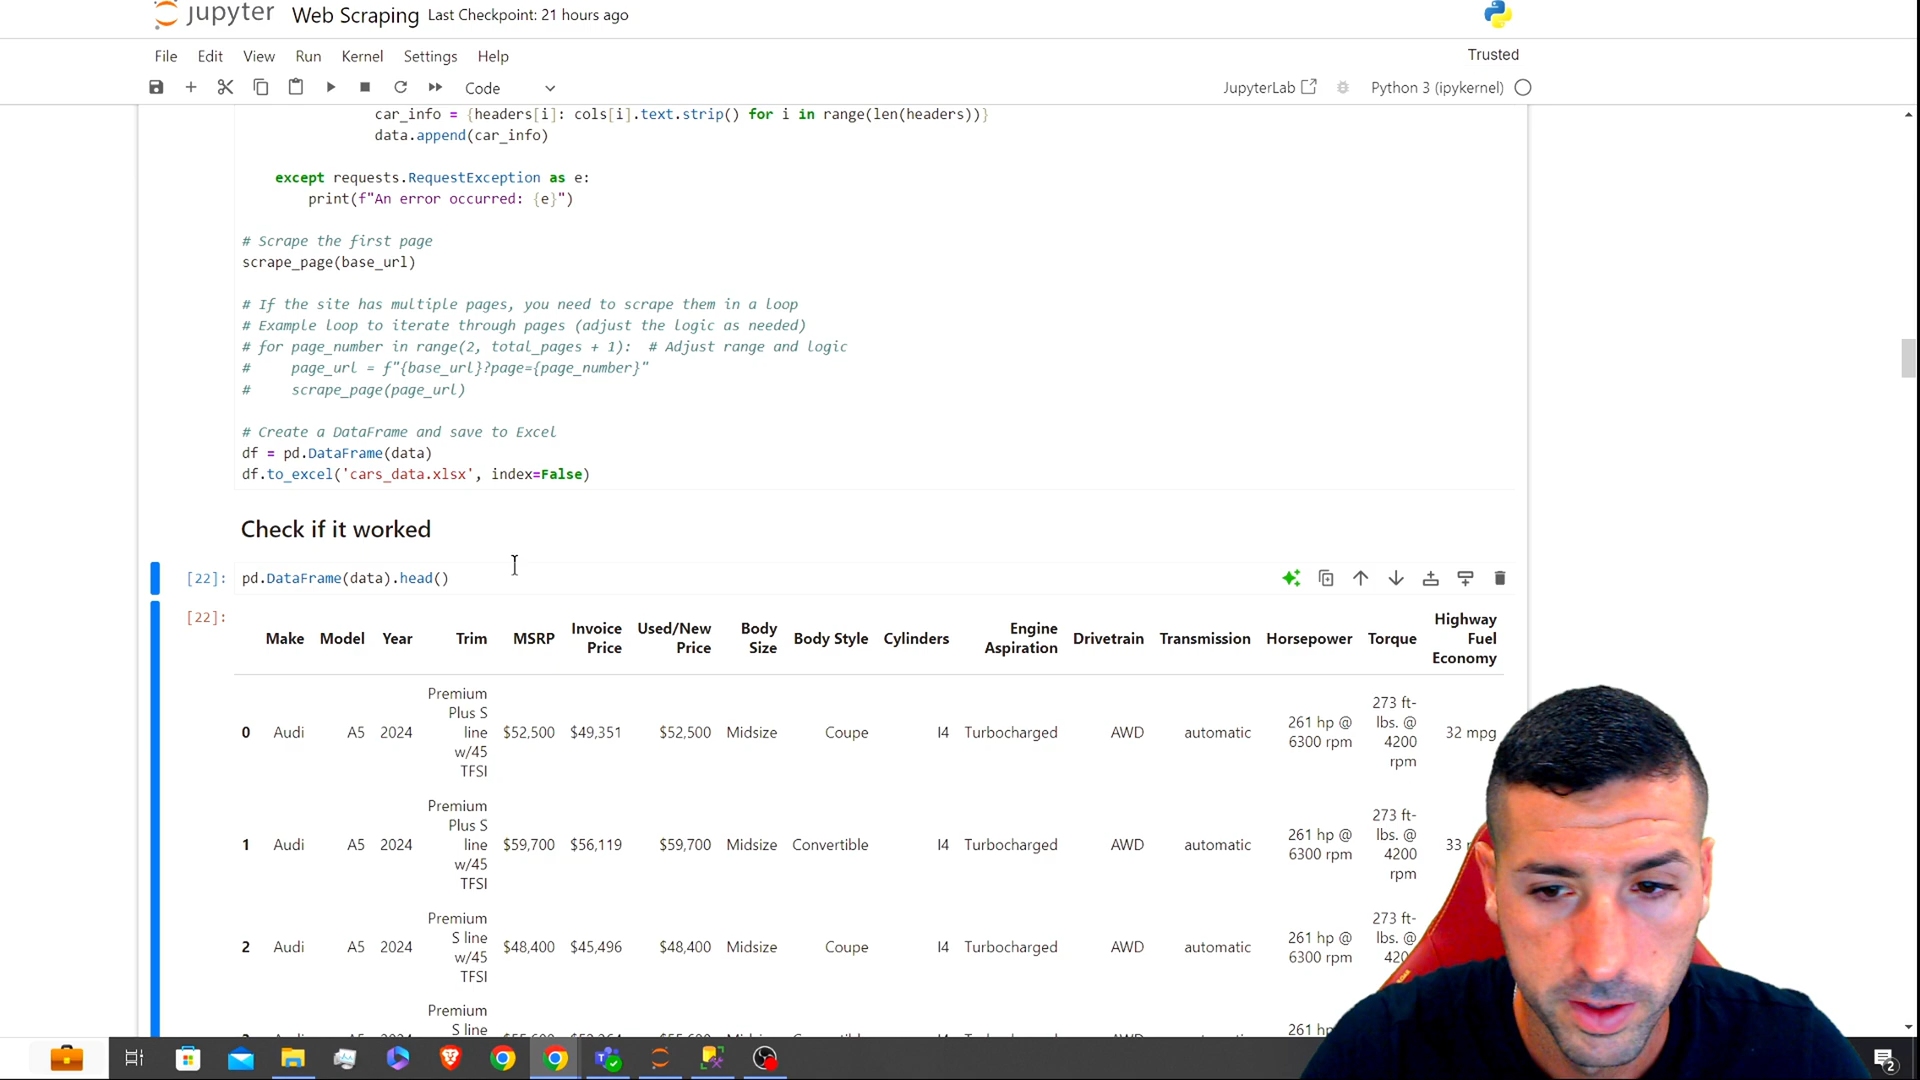 jupyter Web Scraping Last Checkpoint: 21 hours ago
File Edit View Run Kernel Settings Help Trusted
Code JupyterLab Python 3 (ipykernel)
car_info = {headers[i]: cols[i].text.strip() for i in range(len(headers))}
data.append(car_info)
except requests.RequestException as e:
print(f"An error occurred: {e}")
# Scrape the first page
scrape_page(base_url)
# If the site has multiple pages, you need to scrape them in a loop
# Example loop to iterate through pages (adjust the logic as needed)
# for page_number in range(2, total_pages + 1):  # Adjust range and logic
#     page_url = f"{base_url}?page={page_number}"
#     scrape_page(page_url)
# Create a DataFrame and save to Excel
df = pd.DataFrame(data)
df.to_excel('cars_data.xlsx', index=False)
Check if it worked
[22]: pd.DataFrame(data).head()
[22]:
Make Model Year Trim MSRP Invoice Price Used/New Price Body Size Body Style Cylinders Engine Aspiration Drivetrain Transmission Horsepower Torque Highway Fuel Economy
0 Audi A5 2024 Premium Plus S line w/45 TFSI $52,500 $49,351 $52,500 Midsize Coupe I4 Turbocharged AWD automatic 261 hp @ 6300 rpm 273 ft-lbs. @ 4200 rpm 32 mpg
1 Audi A5 2024 Premium Plus S line w/45 TFSI $59,700 $56,119 $59,700 Midsize Convertible I4 Turbocharged AWD automatic 261 hp @ 6300 rpm 273 ft-lbs. @ 4200 rpm 33
2 Audi A5 2024 Premium S line w/45 TFSI $48,400 $45,496 $48,400 Midsize Coupe I4 Turbocharged AWD automatic 261 hp @ 6300 rpm 273 ft-lbs. @
Premium S line 261
2